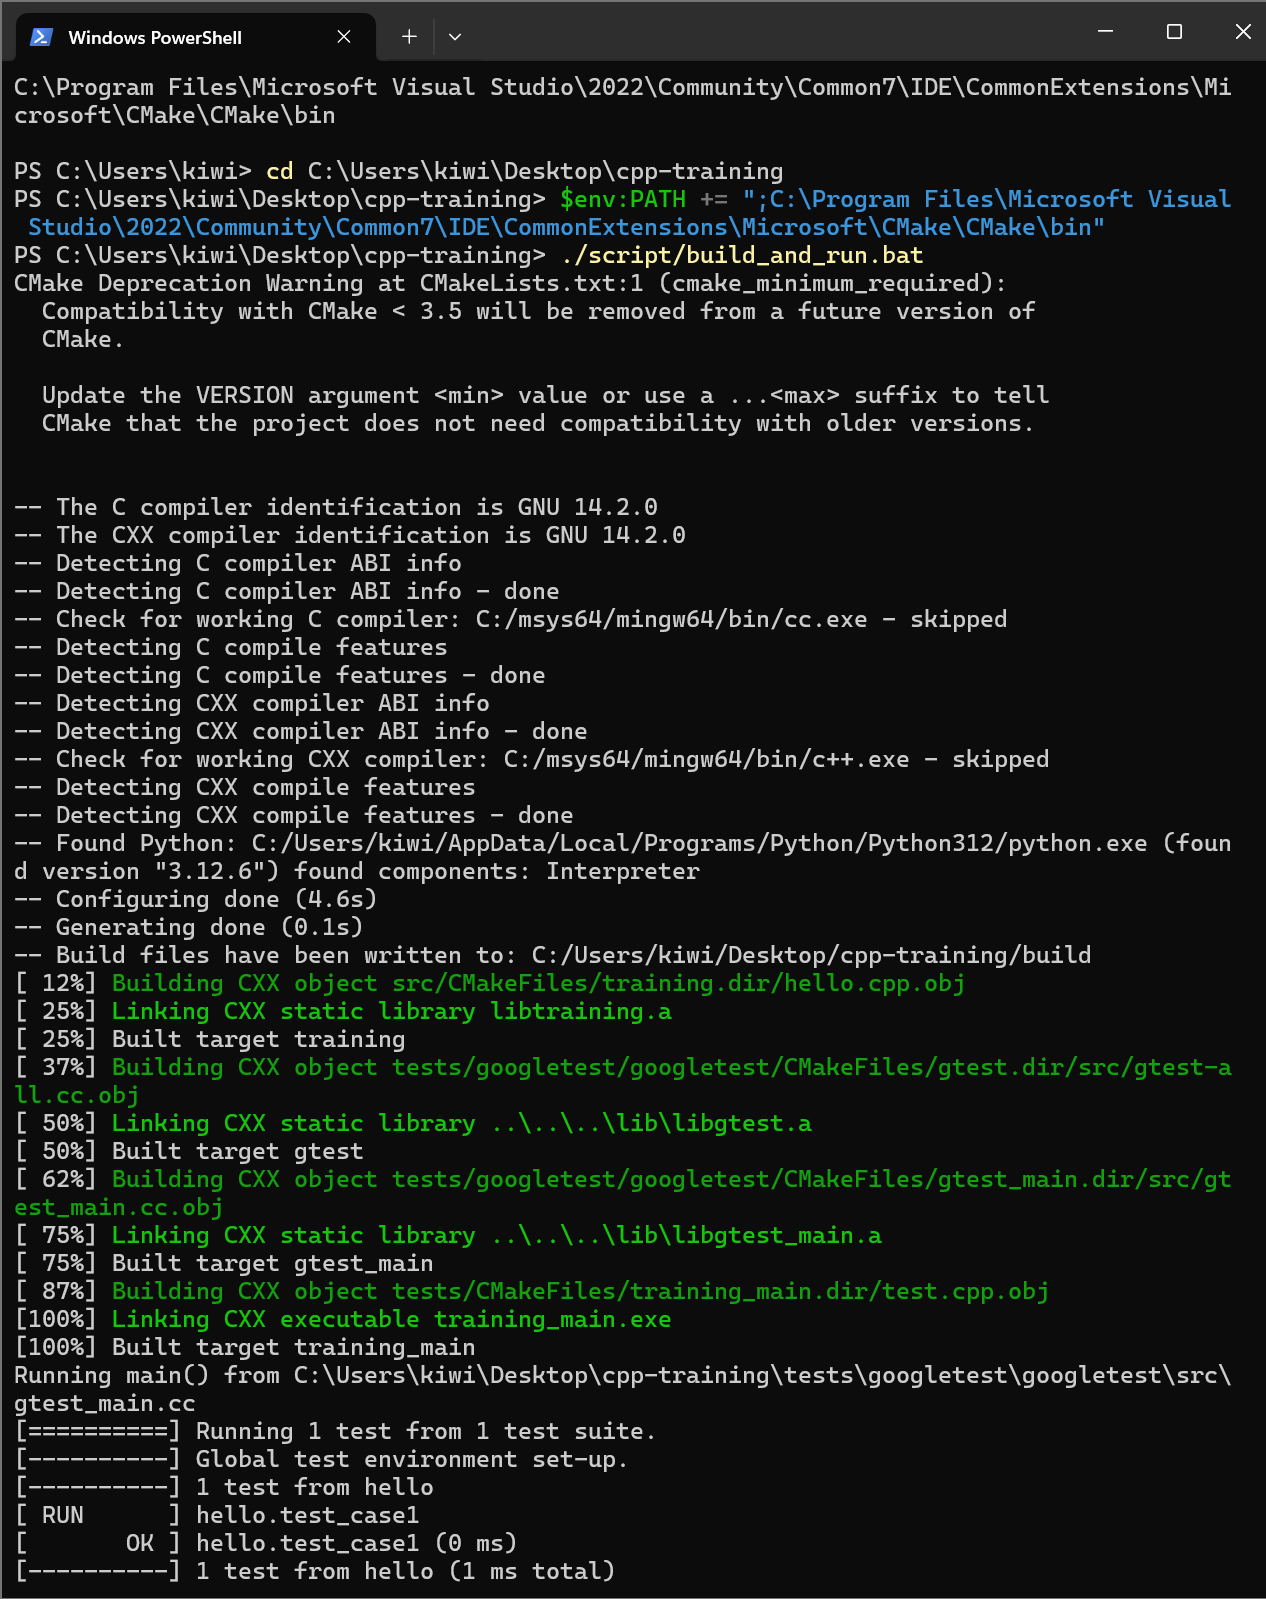 Windows PowerShell
C:\Program Files\Microsoft Visual Studio\2022\Community\Common7\IDE\CommonExtensions\Mi
crosoft\CMake\CMake\bin
PS C:\Users\kiwi> cd C:\Users\kiwi\Desktop\cpp-training
PS C:\Users\kiwi\Desktop\cpp-training> $env:PATH += ";C:\Program Files\Microsoft Visual
 Studio\2022\Community\Common7\IDE\CommonExtensions\Microsoft\CMake\CMake\bin"
PS C:\Users\kiwi\Desktop\cpp-training> ./script/build_and_run.bat
CMake Deprecation Warning at CMakeLists.txt:1 (cmake_minimum_required):
  Compatibility with CMake < 3.5 will be removed from a future version of
  CMake.
  Update the VERSION argument <min> value or use a ...<max> suffix to tell
  CMake that the project does not need compatibility with older versions.
-- The C compiler identification is GNU 14.2.0
-- The CXX compiler identification is GNU 14.2.0
-- Detecting C compiler ABI info
-- Detecting C compiler ABI info - done
-- Check for working C compiler: C:/msys64/mingw64/bin/cc.exe - skipped
-- Detecting C compile features
-- Detecting C compile features - done
-- Detecting CXX compiler ABI info
-- Detecting CXX compiler ABI info - done
-- Check for working CXX compiler: C:/msys64/mingw64/bin/c++.exe - skipped
-- Detecting CXX compile features
-- Detecting CXX compile features - done
-- Found Python: C:/Users/kiwi/AppData/Local/Programs/Python/Python312/python.exe (foun
d version "3.12.6") found components: Interpreter
-- Configuring done (4.6s)
-- Generating done (0.1s)
-- Build files have been written to: C:/Users/kiwi/Desktop/cpp-training/build
[ 12%] Building CXX object src/CMakeFiles/training.dir/hello.cpp.obj
[ 25%] Linking CXX static library libtraining.a
[ 25%] Built target training
[ 37%] Building CXX object tests/googletest/googletest/CMakeFiles/gtest.dir/src/gtest-a
ll.cc.obj
[ 50%] Linking CXX static library ..\..\..\lib\libgtest.a
[ 50%] Built target gtest
[ 62%] Building CXX object tests/googletest/googletest/CMakeFiles/gtest_main.dir/src/gt
est_main.cc.obj
[ 75%] Linking CXX static library ..\..\..\lib\libgtest_main.a
[ 75%] Built target gtest_main
[ 87%] Building CXX object tests/CMakeFiles/training_main.dir/test.cpp.obj
[100%] Linking CXX executable training_main.exe
[100%] Built target training_main
Running main() from C:\Users\kiwi\Desktop\cpp-training\tests\googletest\googletest\src\
gtest_main.cc
[==========] Running 1 test from 1 test suite.
[----------] Global test environment set-up.
[----------] 1 test from hello
[ RUN      ] hello.test_case1
[       OK ] hello.test_case1 (0 ms)
[----------] 1 test from hello (1 ms total)